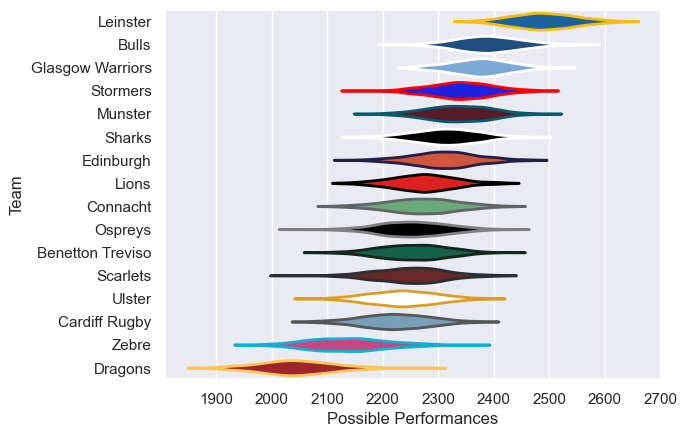 Leinster
Bulls
Glasgow Warriors
Stormers
Munster
Sharks
Edinburgh
Lions
Connacht
Ospreys
Benetton Treviso
Scarlets
Ulster
Cardiff Rugby
Zebre
Dragons
Team
1900 2000 2100 2200 2300 2400 2500 2600 2700
Possible Performances